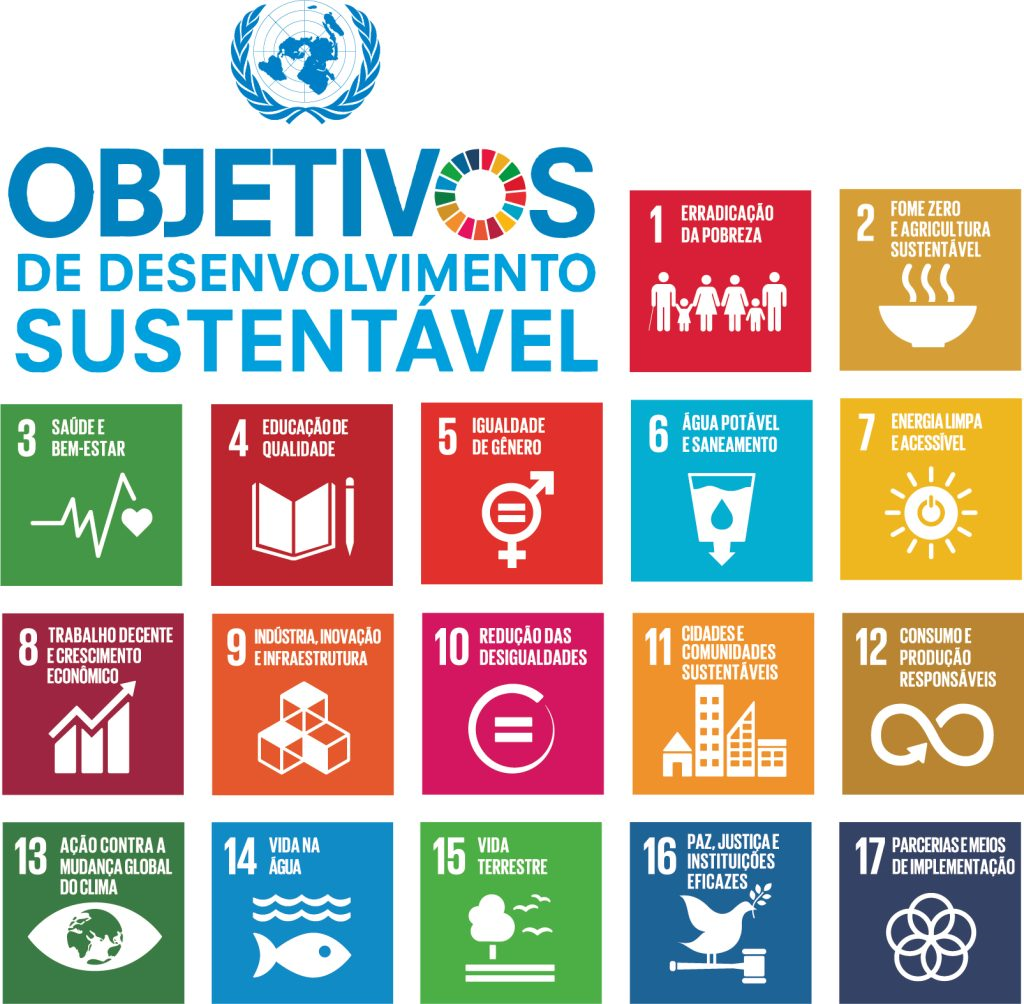 OBJETIVOS
DE DESENVOLVIMENTO
SUSTENTÁVEL
1 ERRADICAÇÃO
DA POBREZA
2 FOME ZERO
E AGRICULTURA
SUSTENTÁVEL
3 SAÚDE E
BEM-ESTAR
4 EDUCAÇÃO DE
QUALIDADE
5 IGUALDADE
DE GÊNERO
6 ÁGUA POTÁVEL
E SANEAMENTO
7 ENERGIA LIMPA
E ACESSÍVEL
8 TRABALHO DECENTE
E CRESCIMENTO
ECONÔMICO
9 INDÚSTRIA, INOVAÇÃO
E INFRAESTRUTURA
10 REDUÇÃO DAS
DESIGUALDADES
11 CIDADES E
COMUNIDADES
SUSTENTÁVEIS
12 CONSUMO E
PRODUÇÃO
RESPONSÁVEIS
13 AÇÃO CONTRA A
MUDANÇA GLOBAL
DO CLIMA
14 VIDA NA
ÁGUA
15 VIDA
TERRESTRE
16 PAZ, JUSTIÇA E
INSTITUIÇÕES
EFICAZES
17 PARCERIAS E MEIOS
DE IMPLEMENTAÇÃO